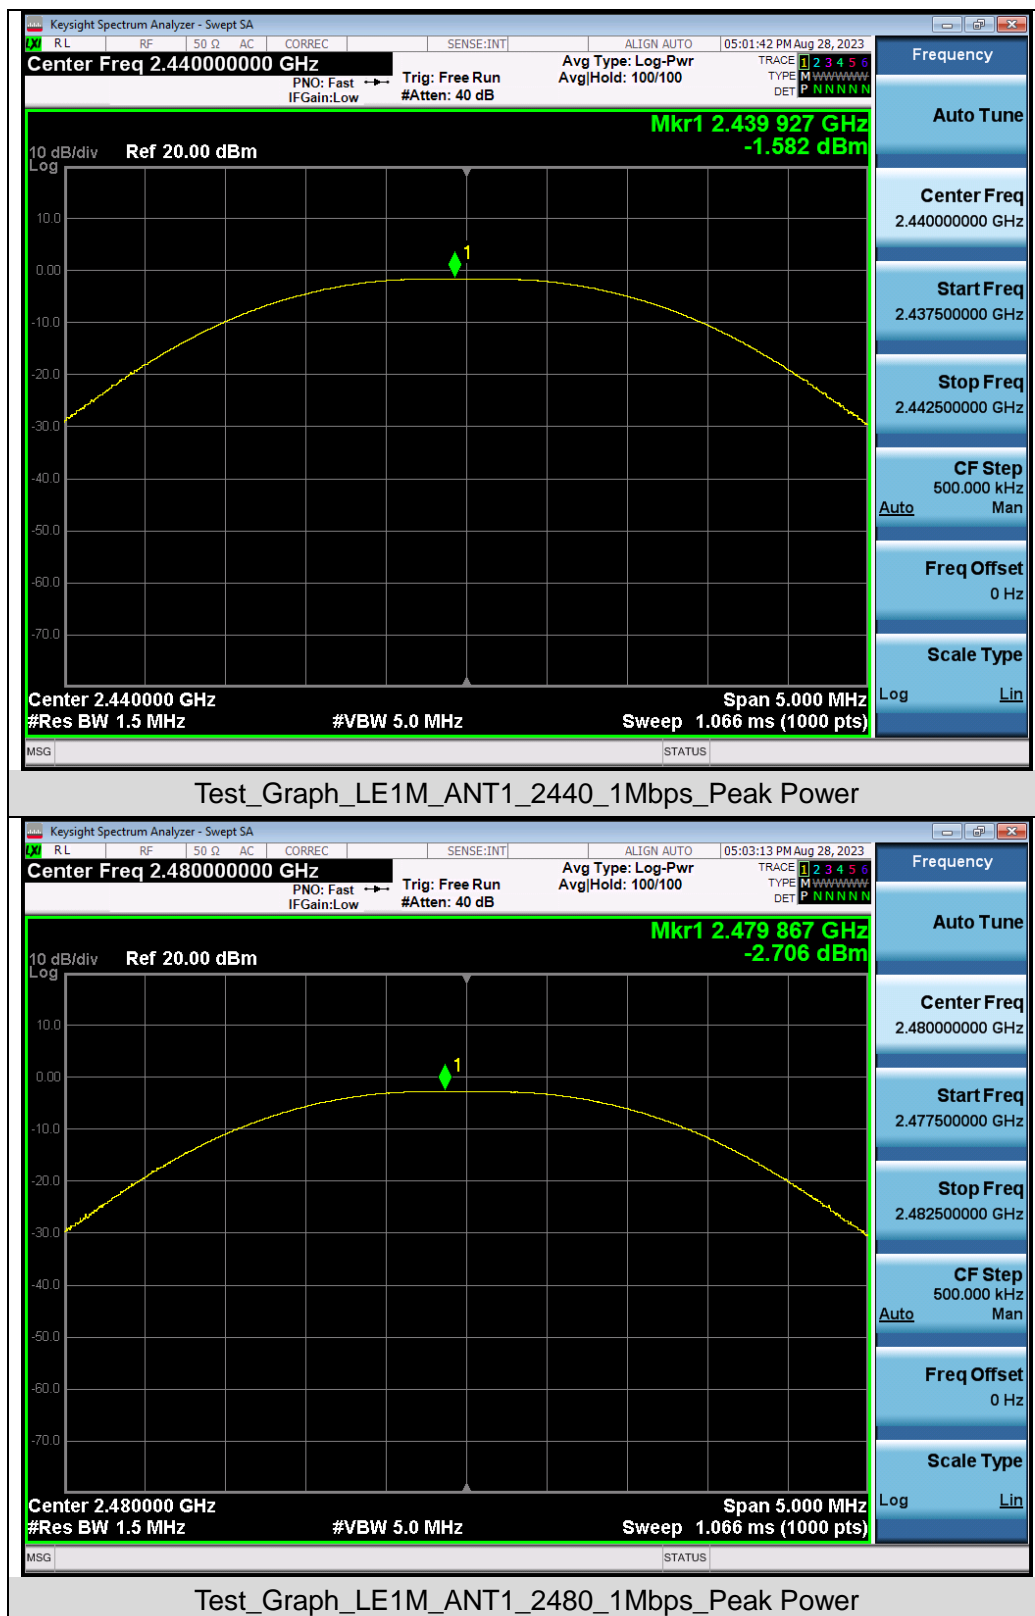 Keysight Spectrum Analyzer - Swept SA
LXI RL RF 50 Ω AC CORREC SENSE:INT ALIGN AUTO 05:01:42 PM Aug 28, 2023
Center Freq 2.440000000 GHz Avg Type: Log-Pwr TRACE 1 2 3 4 5 6
PNO: Fast Trig: Free Run Avg|Hold: 100/100 TYPE M WWWWW
IFGain:Low #Atten: 40 dB DET P N N N N N
Mkr1 2.439 927 GHz
10 dB/div Ref 20.00 dBm -1.582 dBm
Log
10.0
0.00
-10.0
-20.0
-30.0
-40.0
-50.0
-60.0
-70.0
1
Center 2.440000 GHz Span 5.000 MHz
#Res BW 1.5 MHz #VBW 5.0 MHz Sweep 1.066 ms (1000 pts)
MSG STATUS
Frequency
Auto Tune
Center Freq
2.440000000 GHz
Start Freq
2.437500000 GHz
Stop Freq
2.442500000 GHz
CF Step
500.000 kHz
Auto Man
Freq Offset
0 Hz
Scale Type
Log Lin
Test_Graph_LE1M_ANT1_2440_1Mbps_Peak Power
Keysight Spectrum Analyzer - Swept SA
LXI RL RF 50 Ω AC CORREC SENSE:INT ALIGN AUTO 05:03:13 PM Aug 28, 2023
Center Freq 2.480000000 GHz Avg Type: Log-Pwr TRACE 1 2 3 4 5 6
PNO: Fast Trig: Free Run Avg|Hold: 100/100 TYPE M WWWWW
IFGain:Low #Atten: 40 dB DET P N N N N N
Mkr1 2.479 867 GHz
10 dB/div Ref 20.00 dBm -2.706 dBm
Log
10.0
0.00
-10.0
-20.0
-30.0
-40.0
-50.0
-60.0
-70.0
1
Center 2.480000 GHz Span 5.000 MHz
#Res BW 1.5 MHz #VBW 5.0 MHz Sweep 1.066 ms (1000 pts)
MSG STATUS
Frequency
Auto Tune
Center Freq
2.480000000 GHz
Start Freq
2.477500000 GHz
Stop Freq
2.482500000 GHz
CF Step
500.000 kHz
Auto Man
Freq Offset
0 Hz
Scale Type
Log Lin
Test_Graph_LE1M_ANT1_2480_1Mbps_Peak Power